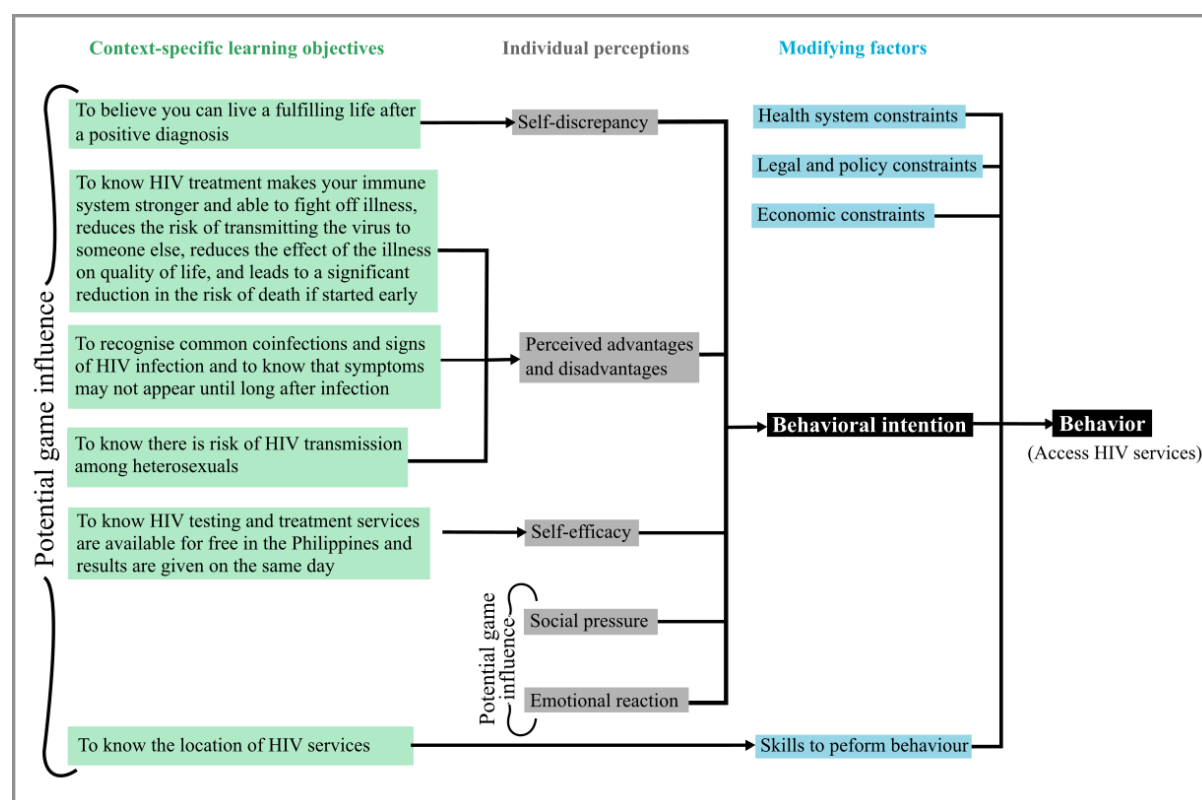 Context-specific learning objectives
Individual perceptions
Modifying factors
Potential game influence
To believe you can live a fulfilling life after
a positive diagnosis
To know HIV treatment makes your immune
system stronger and able to fight off illness,
reduces the risk of transmitting the virus to
someone else, reduces the effect of the illness
on quality of life, and leads to a significant
reduction in the risk of death if started early
To recognise common coinfections and signs
of HIV infection and to know that symptoms
may not appear until long after infection
To know there is risk of HIV transmission
among heterosexuals
To know HIV testing and treatment services
are available for free in the Philippines and
results are given on the same day
To know the location of HIV services
Self-discrepancy
Perceived advantages
and disadvantages
Self-efficacy
Potential game
influence
Social pressure
Emotional reaction
Health system constraints
Legal and policy constraints
Economic constraints
Behavioral intention
Skills to peform behaviour
Behavior
(Access HIV services)